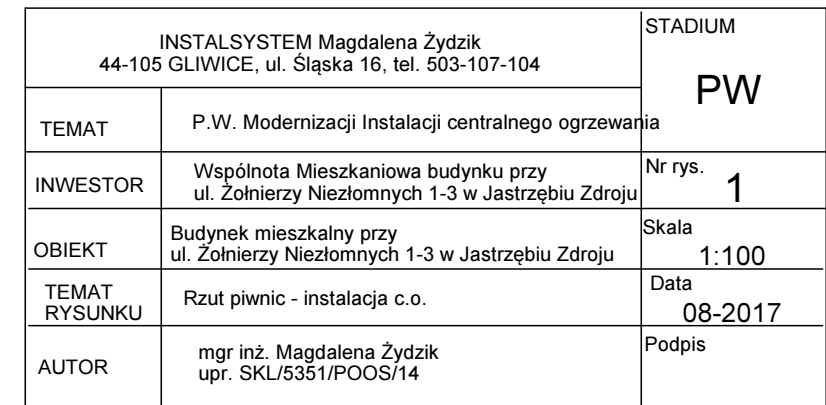 INSTALSYSTEM Magdalena Żydzik
44-105 GLIWICE, ul. Śląska 16, tel. 503-107-104
STADIUM
PW
TEMAT
P.W. Modernizacji Instalacji centralnego ogrzewania
INWESTOR
Wspólnota Mieszkaniowa budynku przy
ul. Żołnierzy Niezłomnych 1-3 w Jastrzębiu Zdroju
Nr rys.
1
OBIEKT
Budynek mieszkalny przy
ul. Żołnierzy Niezłomnych 1-3 w Jastrzębiu Zdroju
Skala
1:100
TEMAT
RYSUNKU
Rzut piwnic - instalacja c.o.
Data
08-2017
AUTOR
mgr inż. Magdalena Żydzik
upr. SKL/5351/POOS/14
Podpis